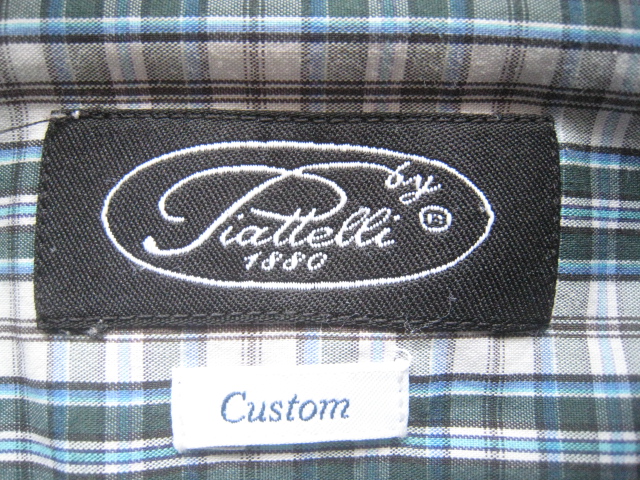 by
Piattelli ®
1880
Custom